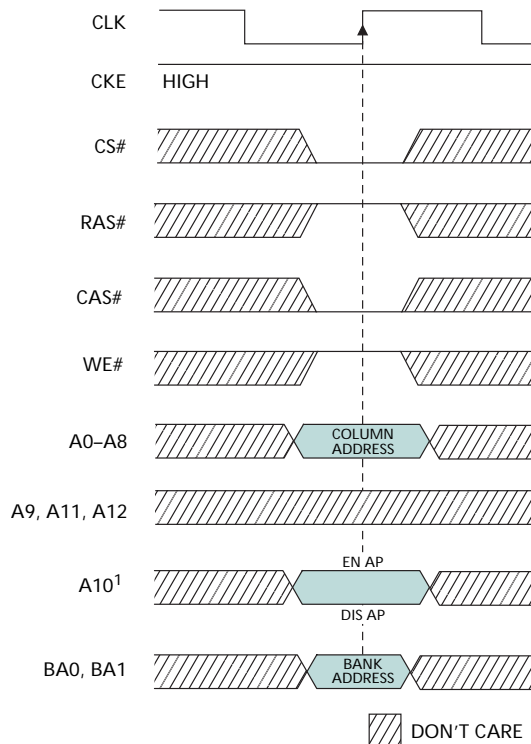 CLK
CKE HIGH
CS#
RAS#
CAS#
WE#
A0–A8 COLUMN ADDRESS
A9, A11, A12
EN AP
A10¹
DIS AP
BA0, BA1 BANK ADDRESS
DON'T CARE